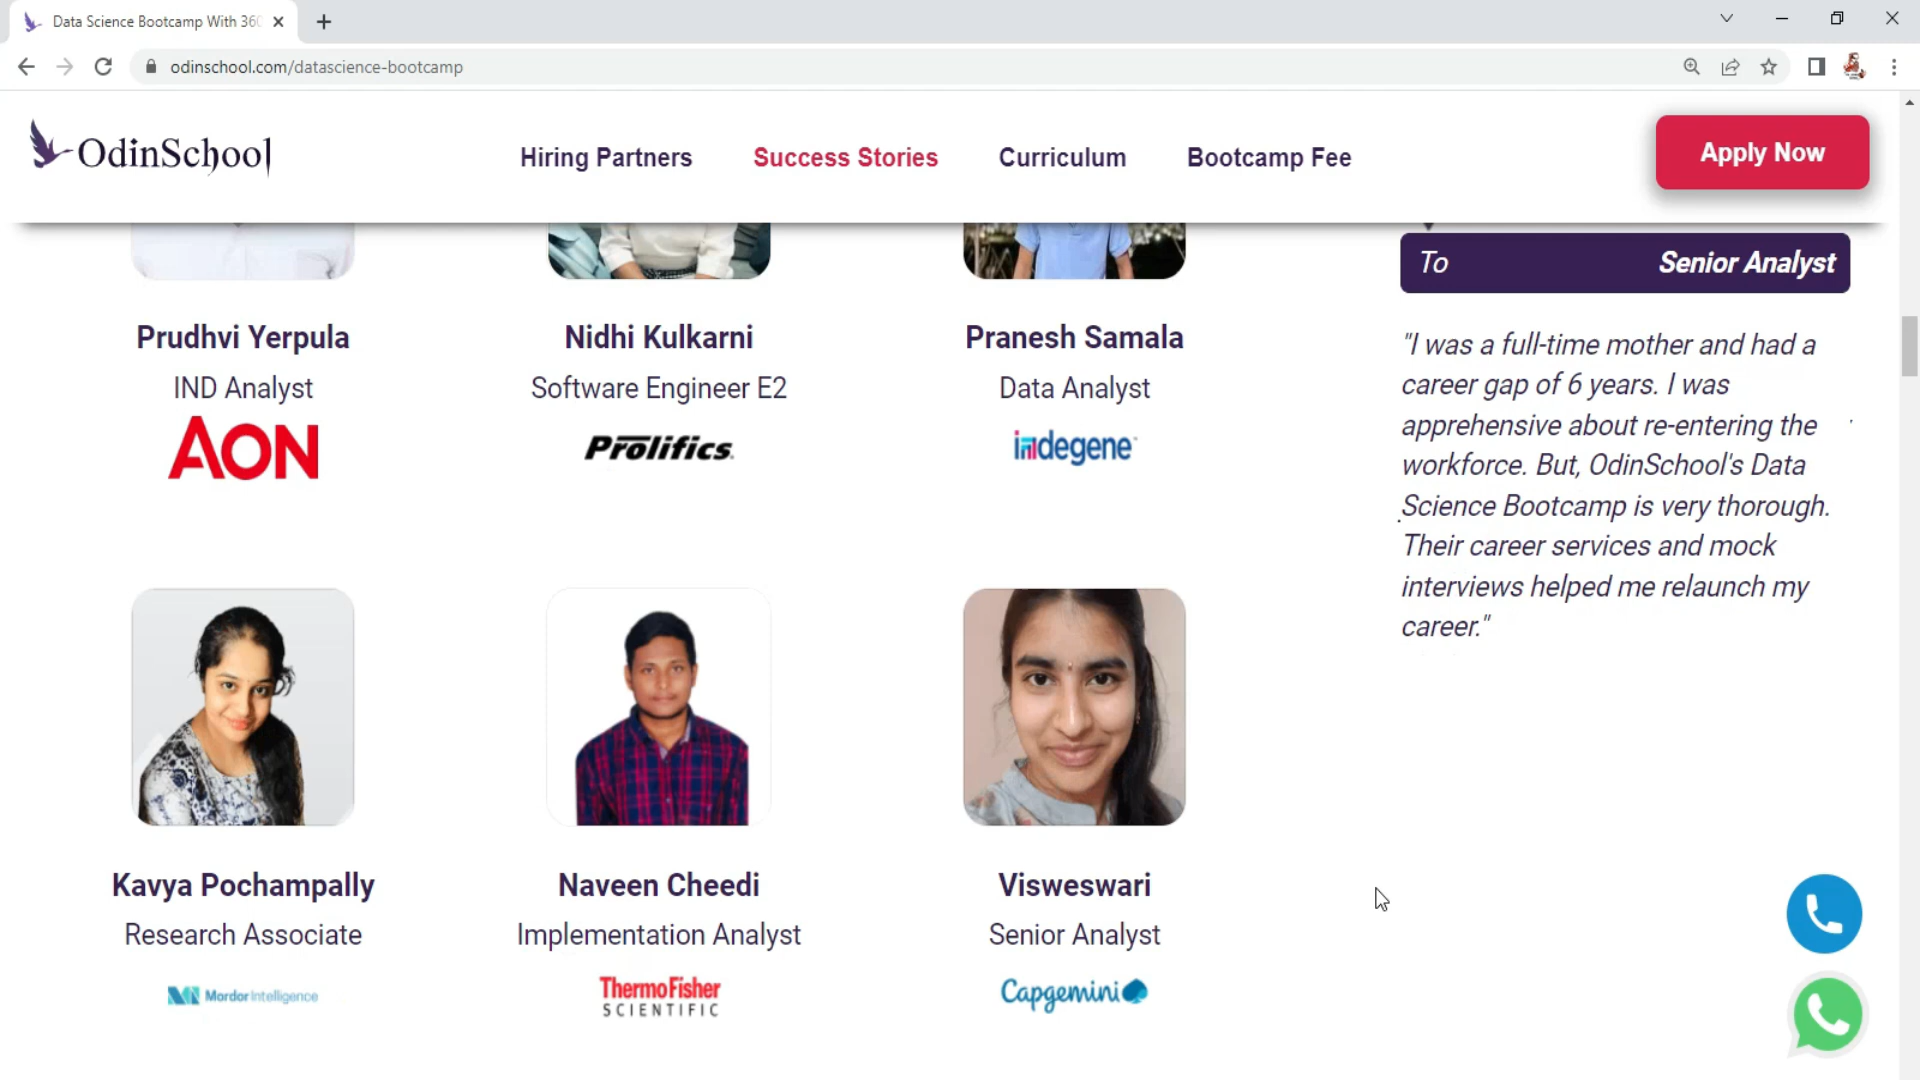 Data Science Bootcamp With 360
odinschool.com/datascience-bootcamp
OdinSchool
Hiring Partners
Success Stories
Curriculum
Bootcamp Fee
Apply Now
To
Senior Analyst
Prudhvi Yerpula
IND Analyst
AON
Nidhi Kulkarni
Software Engineer E2
Prolifics
Pranesh Samala
Data Analyst
indegene
"I was a full-time mother and had a
career gap of 6 years. I was
apprehensive about re-entering the
workforce. But, OdinSchool's Data
Science Bootcamp is very thorough.
Their career services and mock
interviews helped me relaunch my
career."
Kavya Pochampally
Research Associate
Mordor Intelligence
Naveen Cheedi
Implementation Analyst
ThermoFisher
SCIENTIFIC
Visweswari
Senior Analyst
Capgemini